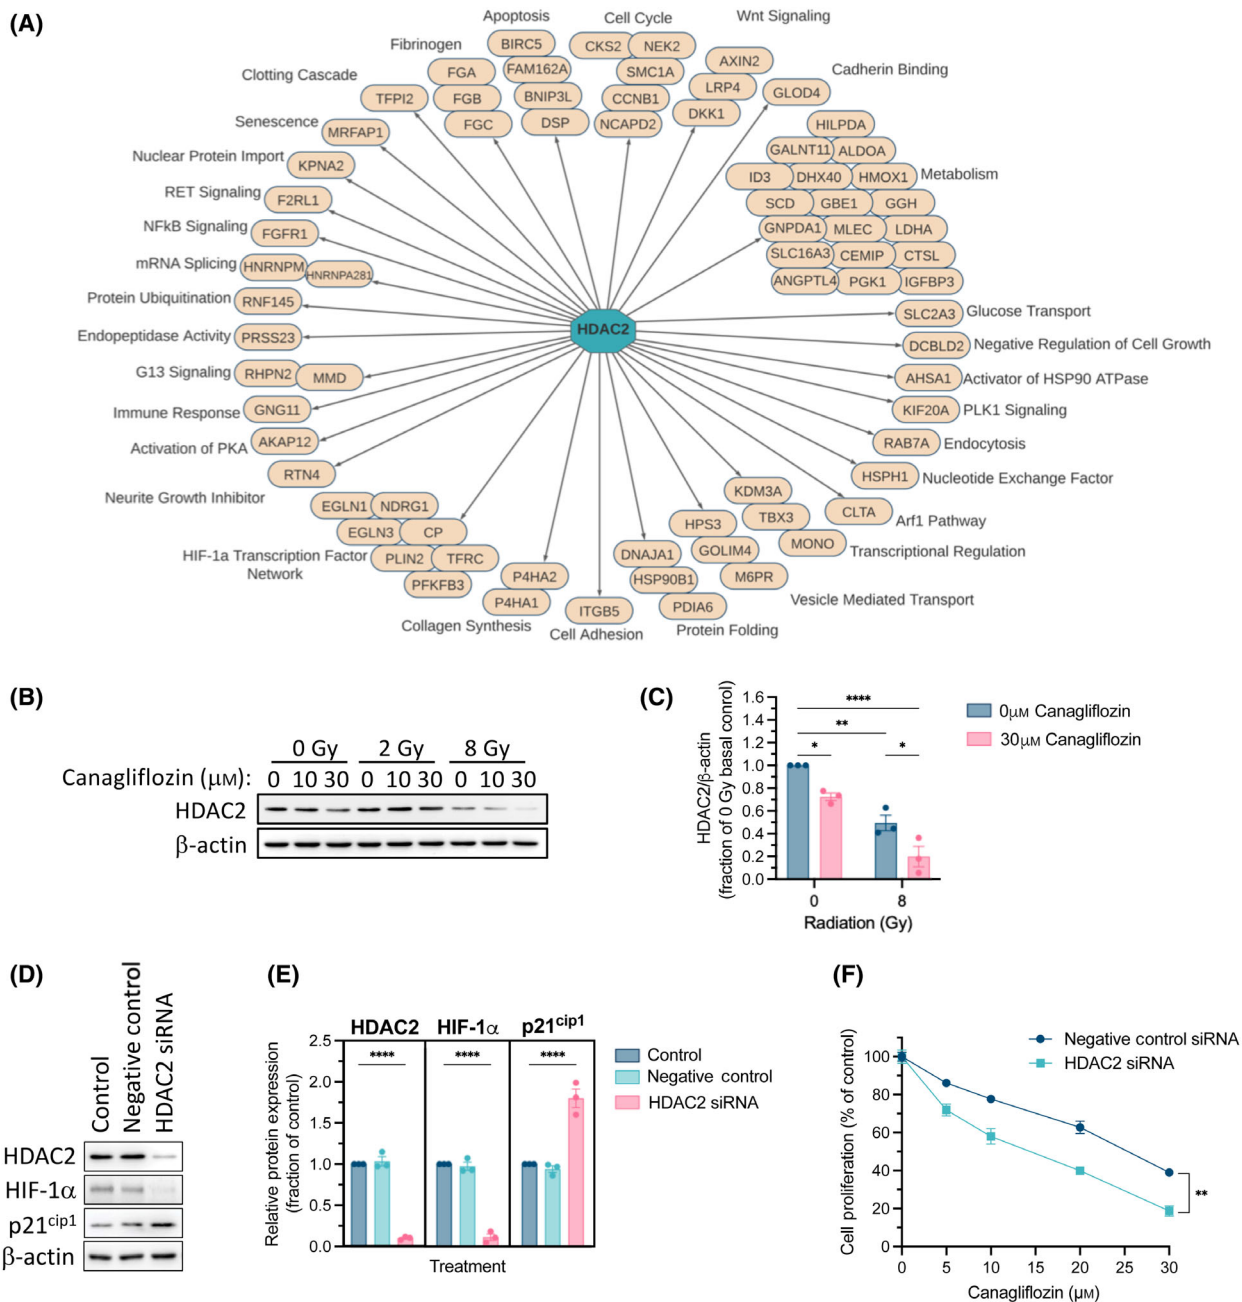 (A)
Apoptosis
Cell Cycle
Wnt Signaling
Fibrinogen
BIRC5
CKS2
NEK2
AXIN2
Cadherin Binding
Clotting Cascade
FGA
FAM162A
SMC1A
LRP4
GLOD4
TFPI2
FGB
BNIP3L
CCNB1
DKK1
Senescence
MRFAP1
FGC
DSP
NCAPD2
HILPDA
Nuclear Protein Import
KPNA2
GALNT11
ALDOA
ID3
DHX40
HMOX1
Metabolism
RET Signaling
F2RL1
SCD
GBE1
GGH
NFkB Signaling
FGFR1
GNPDA1
MLEC
LDHA
mRNA Splicing
HNRNPM
HNRNPA281
SLC16A3
CEMIP
CTSL
ANGPTL4
PGK1
IGFBP3
Protein Ubiquitination
RNF145
SLC2A3
Glucose Transport
HDAC2
Endopeptidase Activity
PRSS23
DCBLD2
Negative Regulation of Cell Growth
G13 Signaling
RHPN2
MMD
AHSA1
Activator of HSP90 ATPase
Immune Response
GNG11
KIF20A
PLK1 Signaling
Activation of PKA
AKAP12
RAB7A
Endocytosis
RTN4
HSPH1
Nucleotide Exchange Factor
Neurite Growth Inhibitor
EGLN1
NDRG1
KDM3A
CLTA
Arf1 Pathway
EGLN3
CP
HPS3
TBX3
HIF-1a Transcription Factor
Network
PLIN2
TFRC
DNAJA1
GOLIM4
MONO
Transcriptional Regulation
PFKFB3
P4HA2
HSP90B1
M6PR
P4HA1
ITGB5
PDIA6
Vesicle Mediated Transport
Collagen Synthesis
Cell Adhesion
Protein Folding
(B)
0 Gy 2 Gy 8 Gy
Canagliflozin (μM): 0 10 30 0 10 30 0 10 30
HDAC2
β-actin
(C)
HDAC2/β-actin
(fraction of 0 Gy basal control)
1.6
1.4
1.2
1.0
0.8
0.6
0.4
0.2
0.0
****
**
*
*
0 8
Radiation (Gy)
0μM Canagliflozin
30μM Canagliflozin
(D)
Control
Negative control
HDAC2 siRNA
HDAC2
HIF-1α
p21cip1
β-actin
(E)
HDAC2 HIF-1α p21cip1
Relative protein expression
(fraction of control)
2.5
2.0
1.5
1.0
0.5
0.0
**** **** ****
Treatment
Control
Negative control
HDAC2 siRNA
(F)
Cell proliferation (% of control)
100
80
60
40
20
0
0 5 10 15 20 25 30
Canagliflozin (μM)
Negative control siRNA
HDAC2 siRNA
**